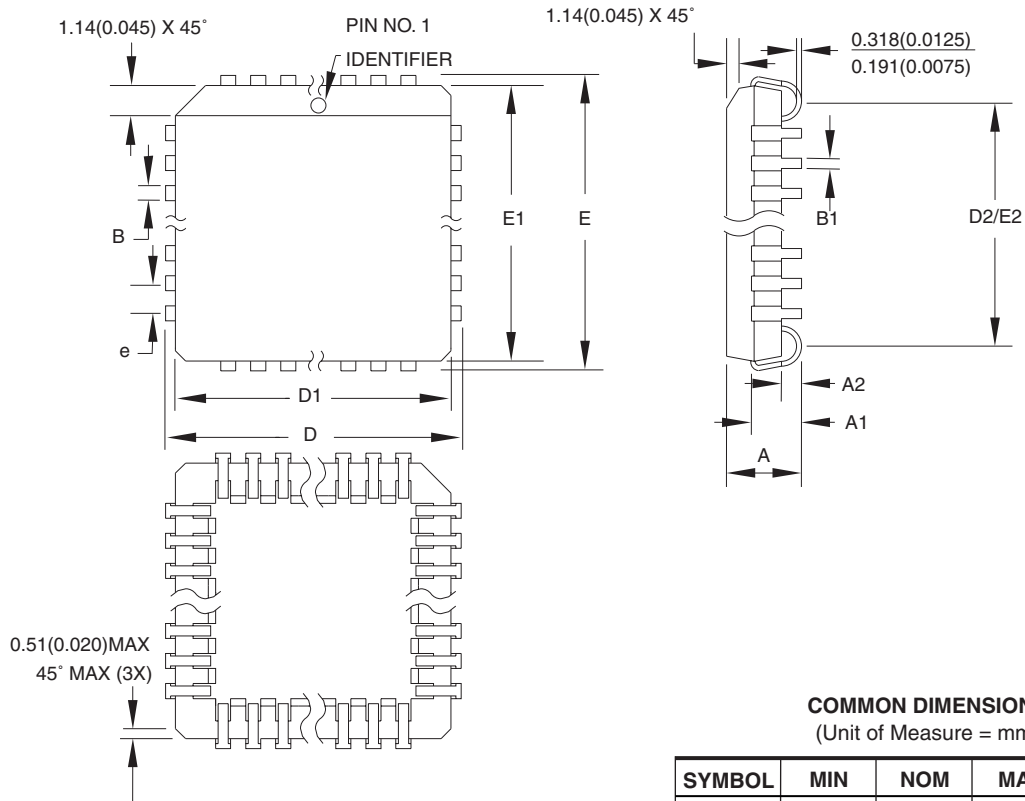 1.14(0.045) X 45˚
PIN NO. 1
IDENTIFIER
1.14(0.045) X 45˚
0.318(0.0125)
0.191(0.0075)
E1
E
B
e
B1
D2/E2
D1
D
A2
A1
A
0.51(0.020)MAX
45˚ MAX (3X)
COMMON DIMENSION
(Unit of Measure = mm
SYMBOL MIN NOM MA